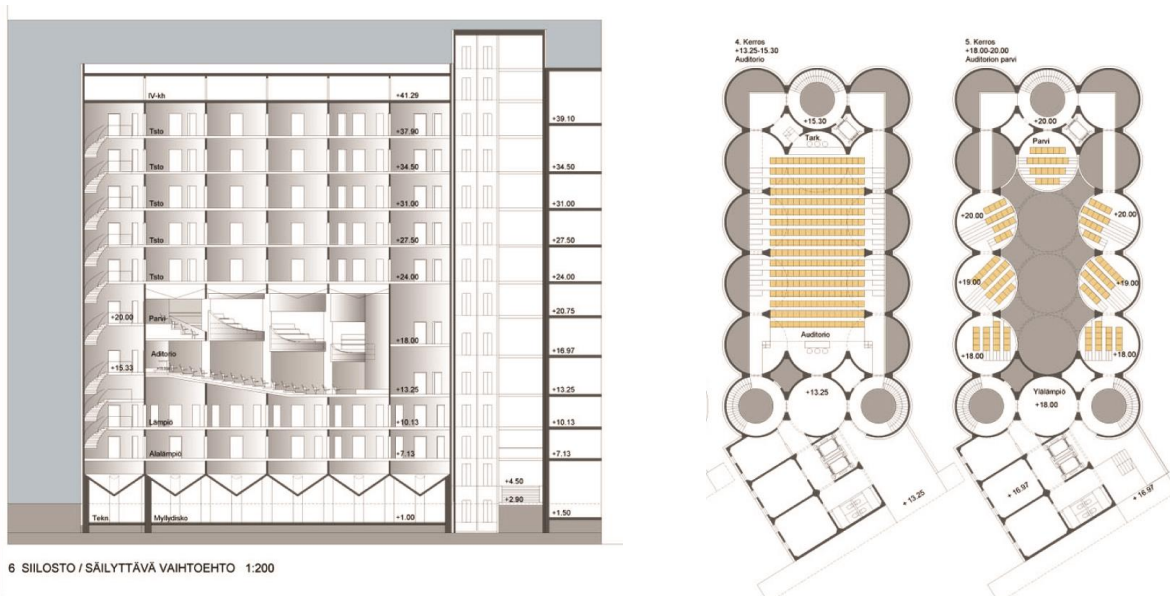 IV-kh
+41.29
Tsto
+37.90
+39.10
Tsto
+34.50
+34.50
Tsto
+31.00
+31.00
Tsto
+27.50
+27.50
Tsto
+24.00
+24.00
+20.00
Parvi
+18.00
+20.75
Aditorio
+15.33
+16.97
+13.25
+13.25
Lämpiö
+10.13
+10.13
Alalämpiö
+7.13
+7.13
+4.50
+2.90
Tekn.
Myllydisko
+1.00
+1.50
6 SIILOSTO / SÄILYTTÄVÄ VAIHTOEHTO 1:200
4. Kerros
+13.25-15.30
Auditorio
+15.30
Tark.
Auditorio
+13.25
+ 13.25
5. Kerros
+18.00-20.00
Auditorion parvi
+20.00
Parvi
+20.00
+20.00
+19.00
+19.00
+18.00
+18.00
Ylälämpiö
+18.00
+ 16.97
+ 16.97